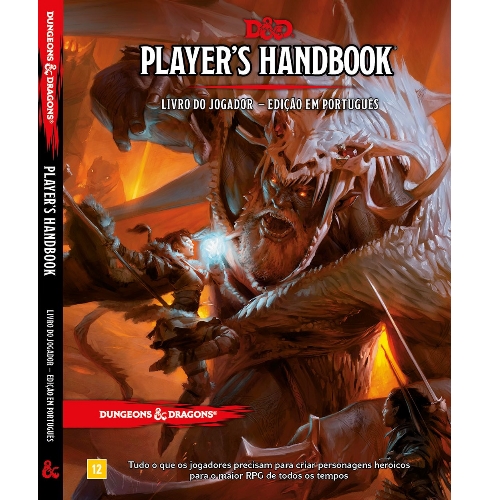 DUNGEONS & DRAGONS®
PLAYER'S HANDBOOK
LIVRO DO JOGADOR – EDIÇÃO EM PORTUGUÊS
&
D&D
PLAYER'S HANDBOOK®
LIVRO DO JOGADOR – EDIÇÃO EM PORTUGUÊS
DUNGEONS & DRAGONS®
12
Tudo o que os jogadores precisam para criar personagens heroicos
para o maior RPG de todos os tempos